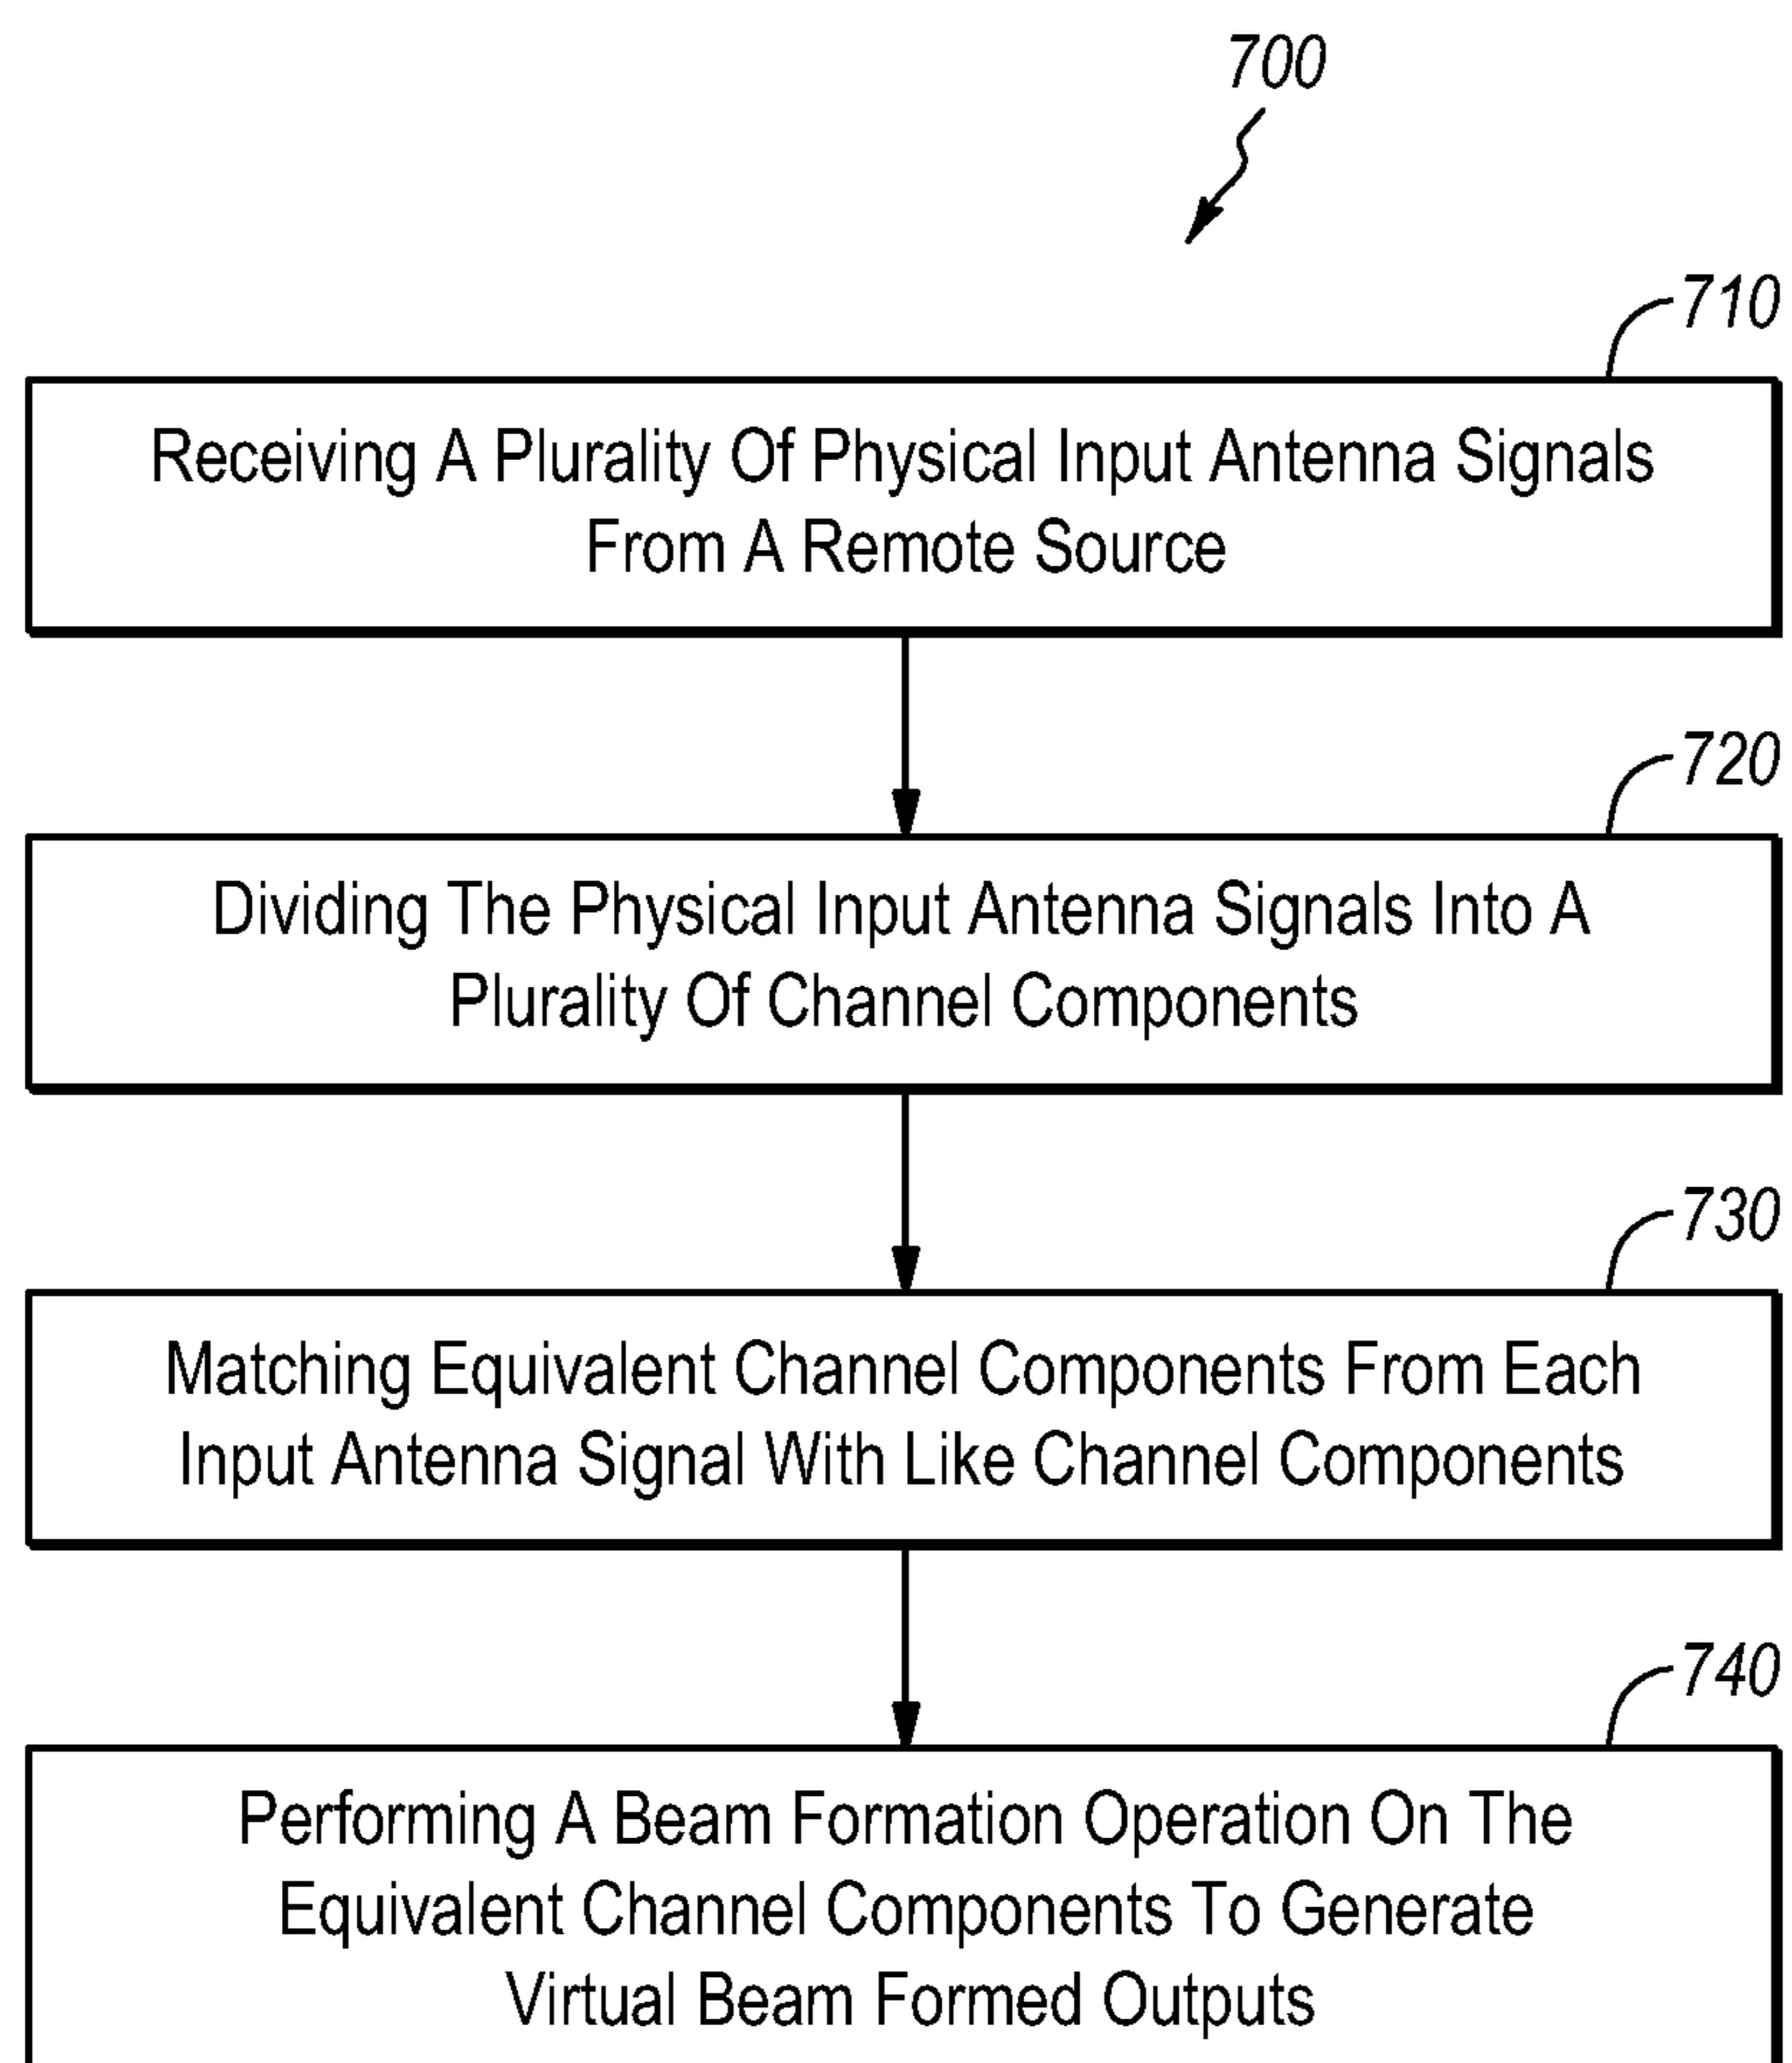 700
710
Receiving A Plurality Of Physical Input Antenna Signals
From A Remote Source
720
Dividing The Physical Input Antenna Signals Into A
Plurality Of Channel Components
730
Matching Equivalent Channel Components From Each
Input Antenna Signal With Like Channel Components
740
Performing A Beam Formation Operation On The
Equivalent Channel Components To Generate
Virtual Beam Formed Outputs